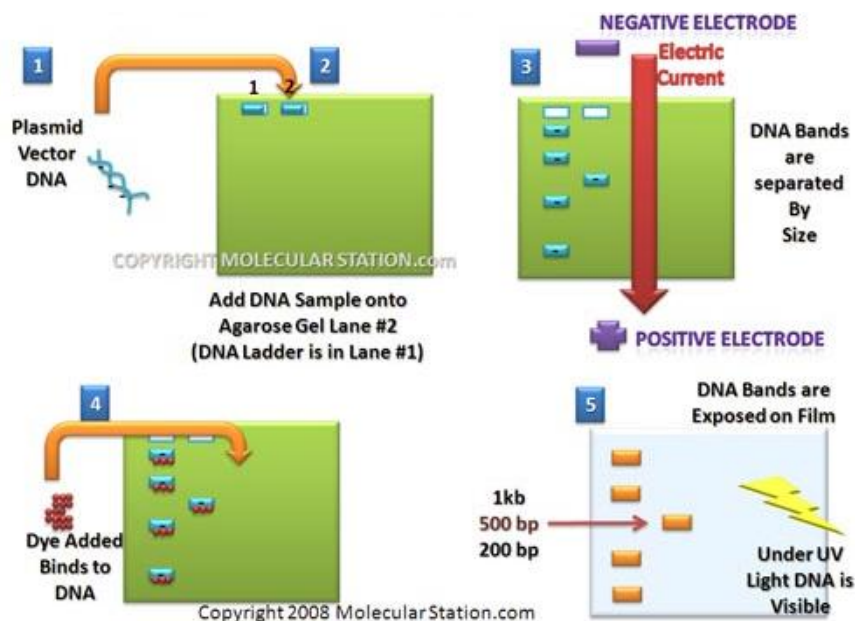 1
Plasmid
Vector
DNA
2
1 2
COPYRIGHT MOLECULAR STATION.com
Add DNA Sample onto
Agarose Gel Lane #2
(DNA Ladder is in Lane #1)
3
NEGATIVE ELECTRODE
Electric
Current
DNA Bands
are
separated
By
Size
POSITIVE ELECTRODE
4
Dye Added
Binds to
DNA
5
DNA Bands are
Exposed on Film
1kb
500 bp
200 bp
Under UV
Light DNA is
Visible
Copyright 2008 MolecularStation.com